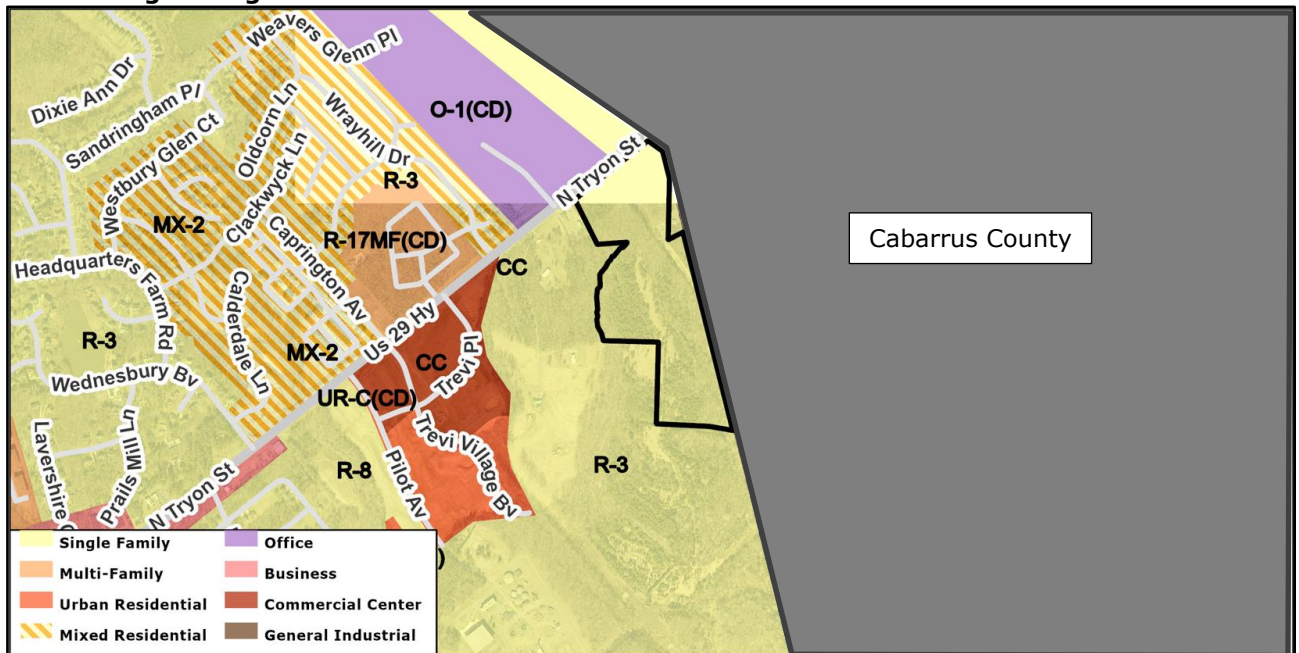 Weavers Glenn Pl
Dixie Ann Dr
Sandringham Pl
Oldcorn Ln
Wrayhill Dr
O-1(CD)
Westbury Glen Ct
Clackwyck Ln
R-3
N Tryon St
MX-2
Caprington Av
R-17MF(CD)
Cabarrus County
Headquarters Farm Rd
Calderdale Ln
CC
Us 29 Hy
R-3
MX-2
CC
Trevi Pl
Wednesbury Bv
UR-C(CD)
Trevi Village Bv
Prails Mill Ln
Pilot Av
R-8
R-3
N Tryon St
Single Family
Office
Multi-Family
Business
Urban Residential
Commercial Center
Mixed Residential
General Industrial